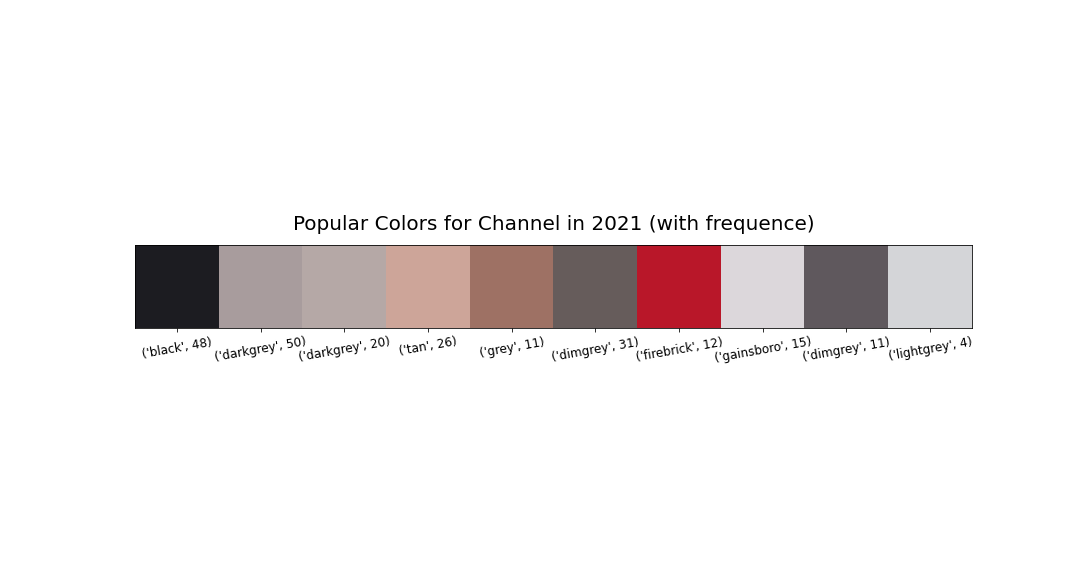 Popular Colors for Channel in 2021 (with frequence)
('black', 48)
('darkgrey', 50)
('darkgrey', 20)
('tan', 26)
('grey', 11)
('dimgrey', 31)
('firebrick', 12)
('gainsboro', 15)
('dimgrey', 11)
('lightgrey', 4)